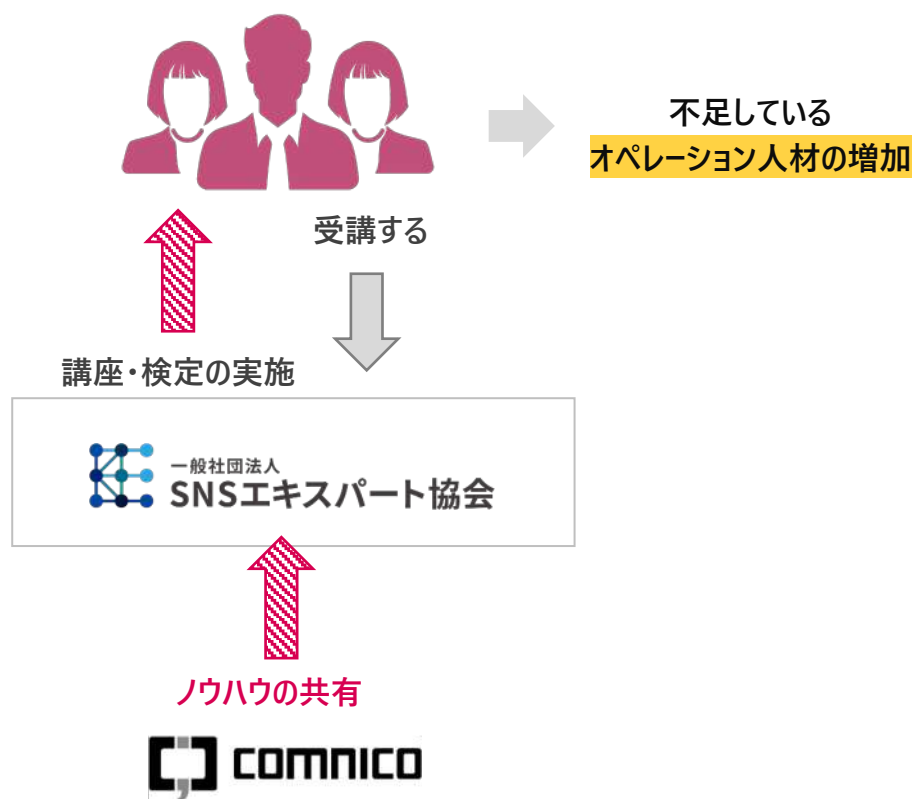 不足している
オペレーション人材の増加
受講する
講座・検定の実施
一般社団法人
SNSエキスパート協会
ノウハウの共有
comnico